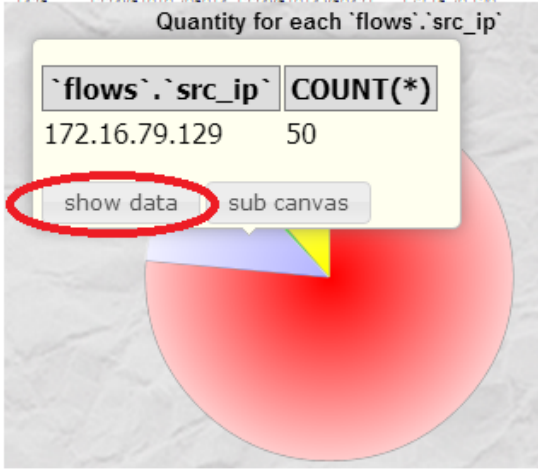 Quantity for each `flows`.`src_ip`
`flows`.`src_ip` COUNT(*)
172.16.79.129 50
show data sub canvas